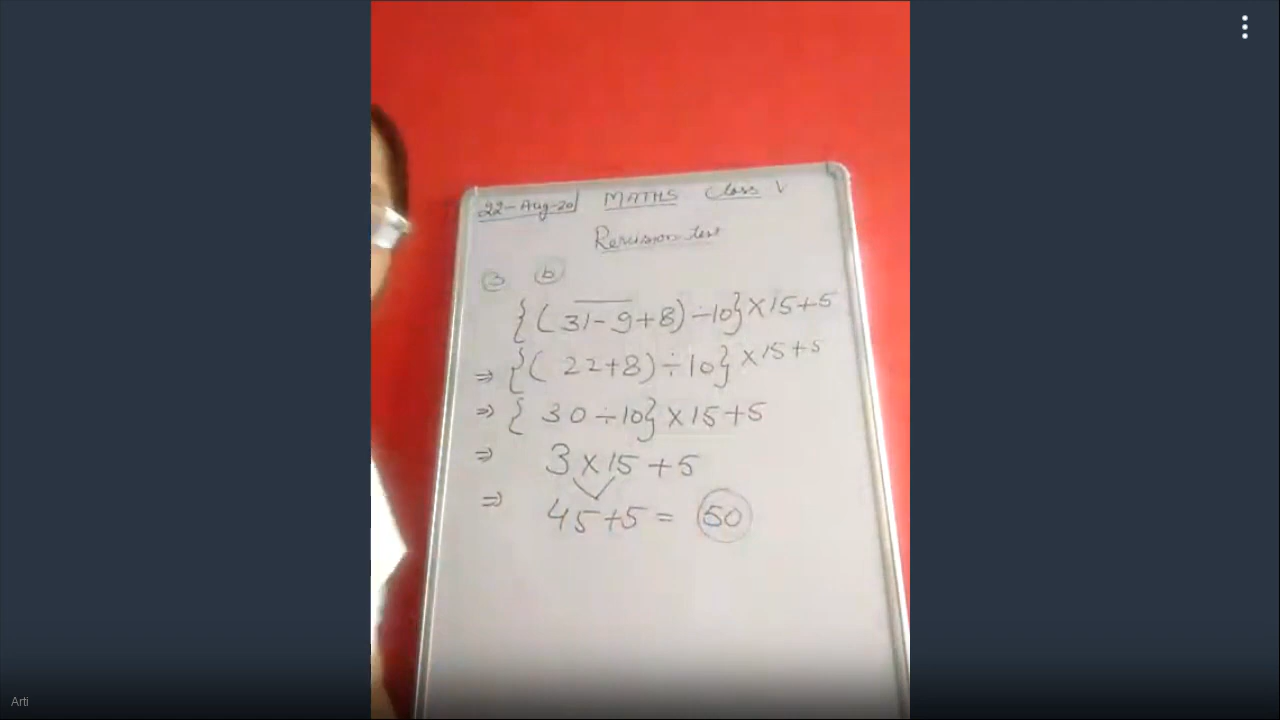 22-Aug-20 MATHS Class V
Revision test
3 b
{(31-9+8)÷10}×15+5
⇒ {( 22+8)÷10}×15+5
⇒ { 30÷10}×15+5
⇒ 3×15+5
⇒ 45+5 = 50
Arti